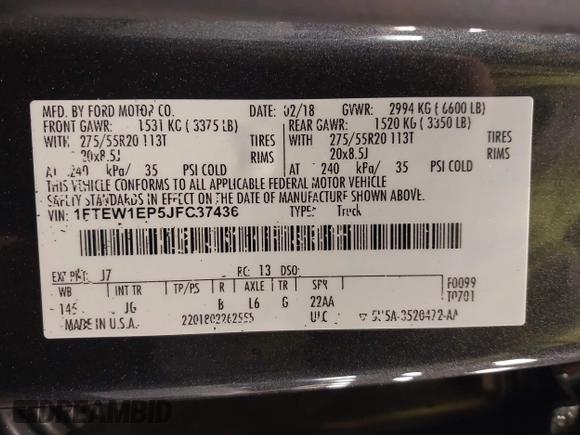 MFD. BY FORD MOTOR CO. DATE: 02/18 GVWR: 2994 KG ( 6600 LB)
FRONT GAWR: 1531 KG ( 3375 LB) REAR GAWR: 1520 KG ( 3350 LB)
WITH 275/55R20 113T TIRES WITH 275/55R20 113T TIRES
20x8.5J RIMS 20x8.5J RIMS
AT 240 kPa/ 35 PSI COLD AT 240 kPa/ 35 PSI COLD
THIS VEHICLE CONFORMS TO ALL APPLICABLE FEDERAL MOTOR VEHICLE
SAFETY STANDARDS IN EFFECT ON THE DATE OF MANUFACTURE SHOWN ABOVE.
VIN: 1FTEW1EP5JFC37436 TYPE: Truck
EXT PNT: J7 RC: 13 DSO:
WB INT TR TP/PS R AXLE TR SPR F0099
145 JG B L6 G 22AA T0701
MADE IN U.S.A. 2201802262555
DREAMBID